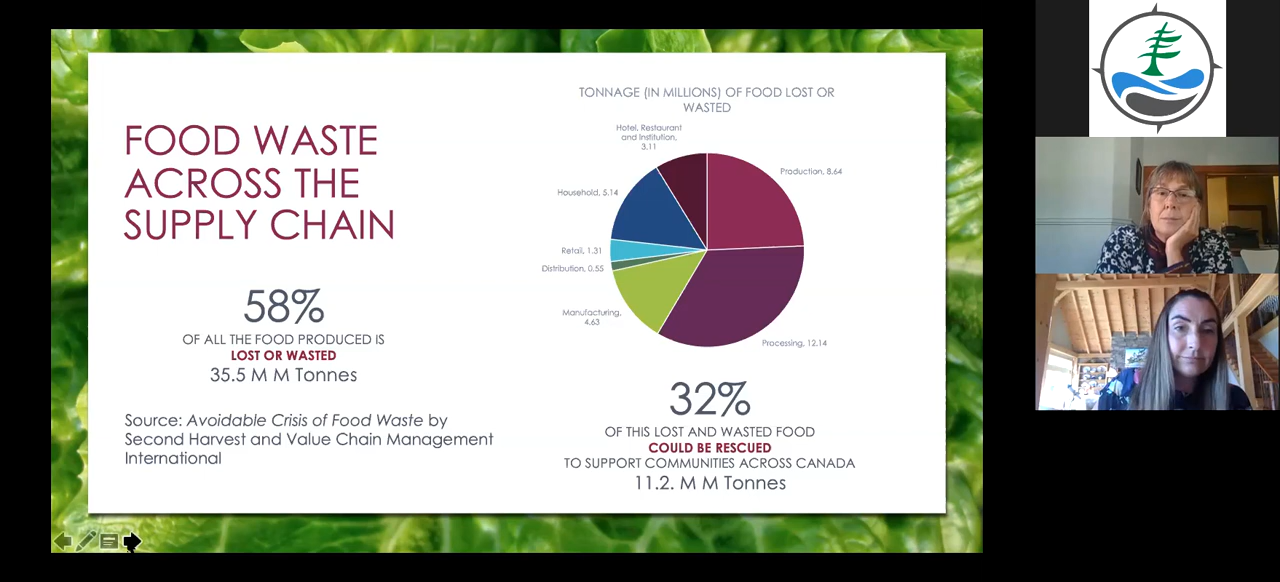 FOOD WASTE
ACROSS THE
SUPPLY CHAIN
58%
OF ALL THE FOOD PRODUCED IS
LOST OR WASTED
35.5 M M Tonnes
Source: Avoidable Crisis of Food Waste by
Second Harvest and Value Chain Management
International
TONNAGE (IN MILLIONS) OF FOOD LOST OR
WASTED
Hotel, Restaurant
and Institution,
3.11
Production, 8.64
Household, 5.14
Retail, 1.31
Distribution, 0.55
Manufacturing,
4.63
Processing, 12.14
32%
OF THIS LOST AND WASTED FOOD
COULD BE RESCUED
TO SUPPORT COMMUNITIES ACROSS CANADA
11.2. M M Tonnes